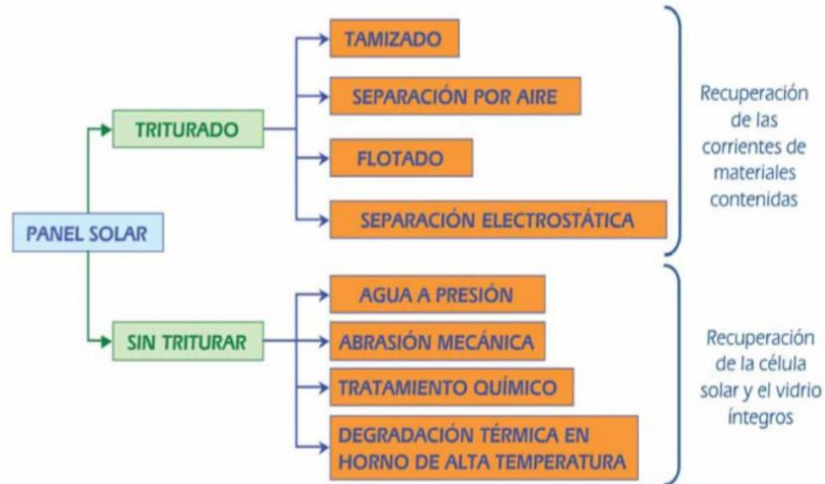 PANEL SOLAR
TRITURADO
TAMIZADO
SEPARACIÓN POR AIRE
FLOTADO
SEPARACIÓN ELECTROSTÁTICA
Recuperación
de las
corrientes de
materiales
contenidas
SIN TRITURAR
AGUA A PRESIÓN
ABRASIÓN MECÁNICA
TRATAMIENTO QUÍMICO
DEGRADACIÓN TÉRMICA EN
HORNO DE ALTA TEMPERATURA
Recuperación
de la célula
solar y el vidrio
íntegros